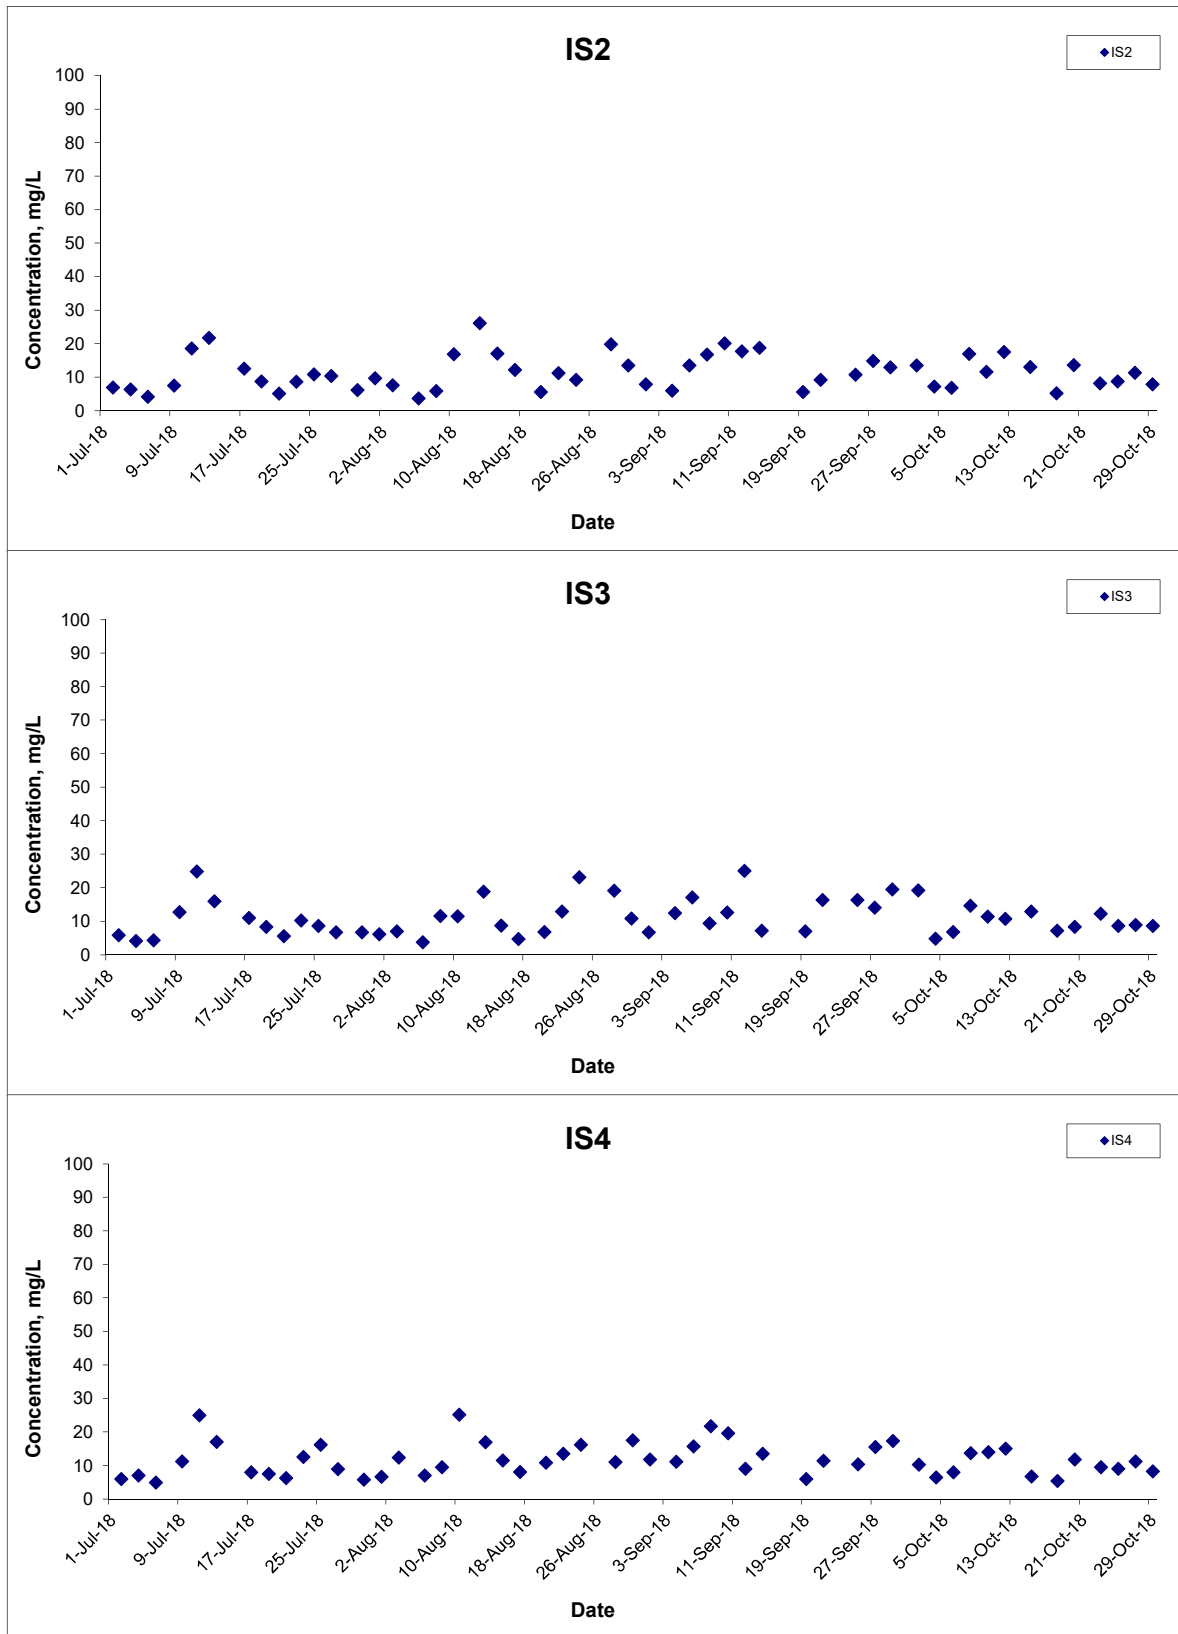 IS2
IS2
100
90
80
70
60
50
40
30
20
10
0
Concentration, mg/L
1-Jul-18
9-Jul-18
17-Jul-18
25-Jul-18
2-Aug-18
10-Aug-18
18-Aug-18
26-Aug-18
3-Sep-18
11-Sep-18
19-Sep-18
27-Sep-18
5-Oct-18
13-Oct-18
21-Oct-18
29-Oct-18
Date
IS3
IS3
100
90
80
70
60
50
40
30
20
10
0
Concentration, mg/L
1-Jul-18
9-Jul-18
17-Jul-18
25-Jul-18
2-Aug-18
10-Aug-18
18-Aug-18
26-Aug-18
3-Sep-18
11-Sep-18
19-Sep-18
27-Sep-18
5-Oct-18
13-Oct-18
21-Oct-18
29-Oct-18
Date
IS4
IS4
100
90
80
70
60
50
40
30
20
10
0
Concentration, mg/L
1-Jul-18
9-Jul-18
17-Jul-18
25-Jul-18
2-Aug-18
10-Aug-18
18-Aug-18
26-Aug-18
3-Sep-18
11-Sep-18
19-Sep-18
27-Sep-18
5-Oct-18
13-Oct-18
21-Oct-18
29-Oct-18
Date